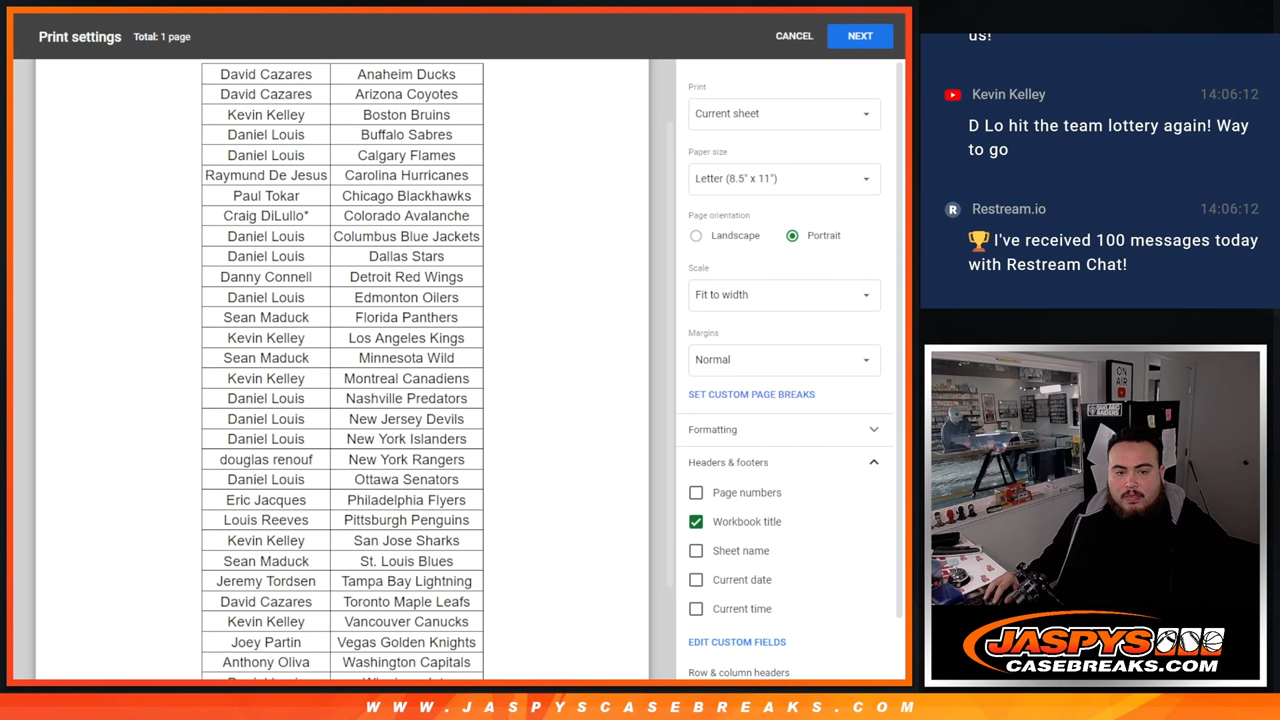 Print settings Total: 1 page CANCEL NEXT
David Cazares Anaheim Ducks
David Cazares Arizona Coyotes
Kevin Kelley Boston Bruins
Daniel Louis Buffalo Sabres
Daniel Louis Calgary Flames
Raymund De Jesus Carolina Hurricanes
Paul Tokar Chicago Blackhawks
Craig DiLullo* Colorado Avalanche
Daniel Louis Columbus Blue Jackets
Daniel Louis Dallas Stars
Danny Connell Detroit Red Wings
Daniel Louis Edmonton Oilers
Sean Maduck Florida Panthers
Kevin Kelley Los Angeles Kings
Sean Maduck Minnesota Wild
Kevin Kelley Montreal Canadiens
Daniel Louis Nashville Predators
Daniel Louis New Jersey Devils
Daniel Louis New York Islanders
douglas renouf New York Rangers
Daniel Louis Ottawa Senators
Eric Jacques Philadelphia Flyers
Louis Reeves Pittsburgh Penguins
Kevin Kelley San Jose Sharks
Sean Maduck St. Louis Blues
Jeremy Tordsen Tampa Bay Lightning
David Cazares Toronto Maple Leafs
Kevin Kelley Vancouver Canucks
Joey Partin Vegas Golden Knights
Anthony Oliva Washington Capitals
Print
Current sheet
Paper size
Letter (8.5" x 11")
Page orientation
Landscape Portrait
Scale
Fit to width
Margins
Normal
SET CUSTOM PAGE BREAKS
Formatting
Headers & footers
Page numbers
Workbook title
Sheet name
Current date
Current time
EDIT CUSTOM FIELDS
Row & column headers
us!
Kevin Kelley 14:06:12
D Lo hit the team lottery again! Way
to go
R Restream.io 14:06:12
🏆 I've received 100 messages today
with Restream Chat!
ON
AIR
JASPYS
CASEBREAKS.COM
WWW.JASPYSCASEBREAKS.COM